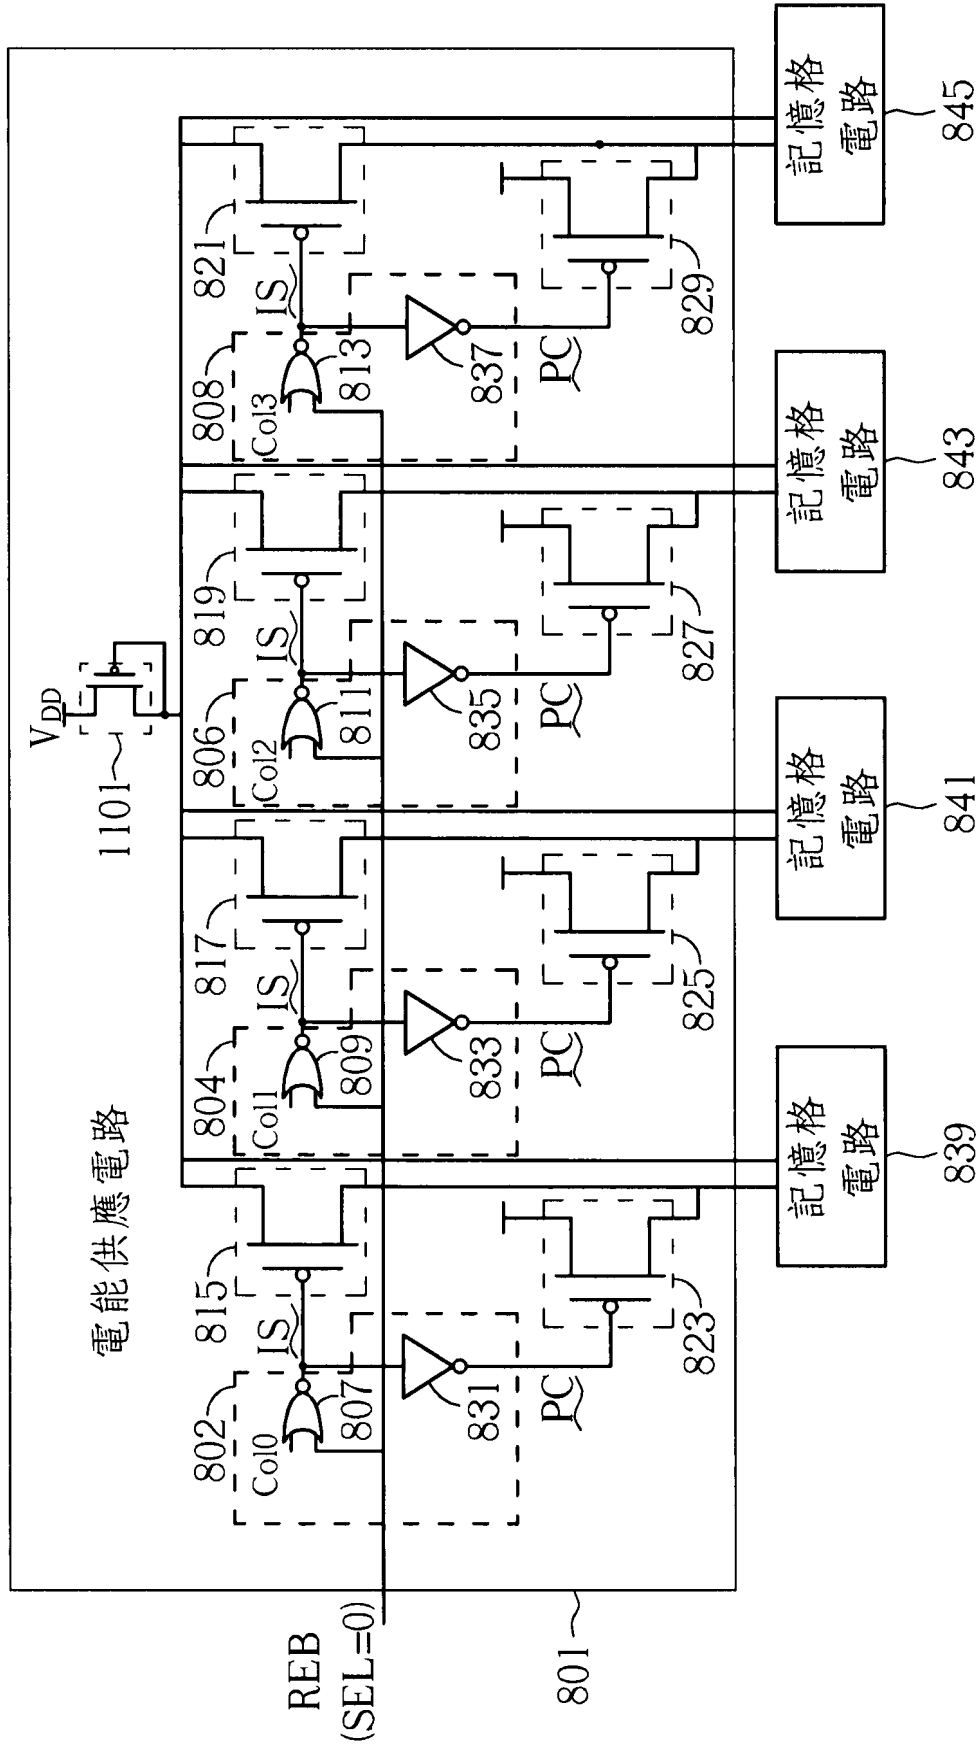 電能供應電路
V_DD
1101
802
815
804
817
806
819
808
821
Col0
IS
Col1
IS
Col2
IS
Col3
IS
807
809
811
813
REB
(SEL=0)
831
833
835
837
PC
PC
PC
PC
801
823
825
827
829
記憶格
電路
記憶格
電路
記憶格
電路
記憶格
電路
839
841
843
845